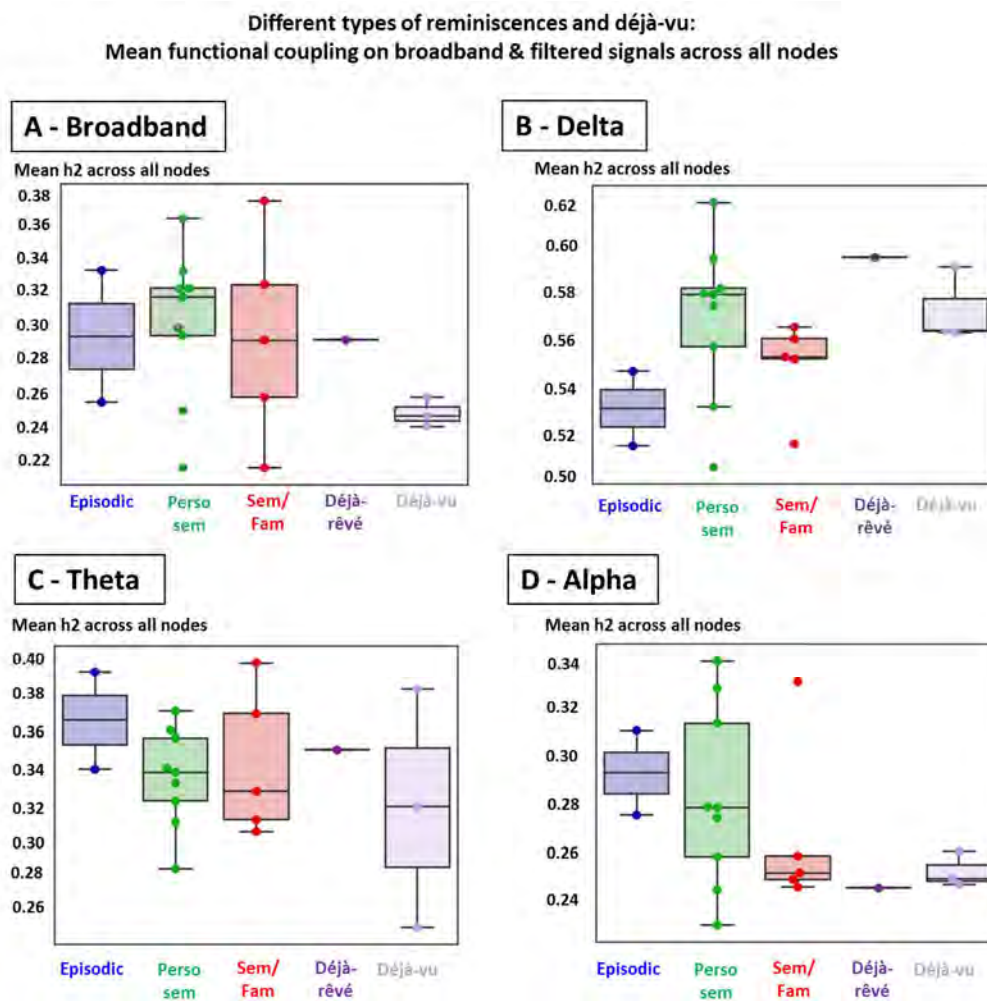 Different types of reminiscences and déjà-vu:
Mean functional coupling on broadband & filtered signals across all nodes
A - Broadband
Mean h2 across all nodes
0.38
0.36
0.34
0.32
0.30
0.28
0.26
0.24
0.22
Episodic
Perso
sem
Sem/
Fam
Déjà-
rêvé
Déjà-vu
B - Delta
Mean h2 across all nodes
0.62
0.60
0.58
0.56
0.54
0.52
0.50
Episodic
Perso
sem
Sem/
Fam
Déjà-
rêvé
Déjà-vu
C - Theta
Mean h2 across all nodes
0.40
0.38
0.36
0.34
0.32
0.30
0.28
0.26
Episodic
Perso
sem
Sem/
Fam
Déjà-
rêvé
Déjà-vu
D - Alpha
Mean h2 across all nodes
0.34
0.30
0.28
0.26
0.24
Episodic
Perso
sem
Sem/
Fam
Déjà-
rêvé
Déjà-vu